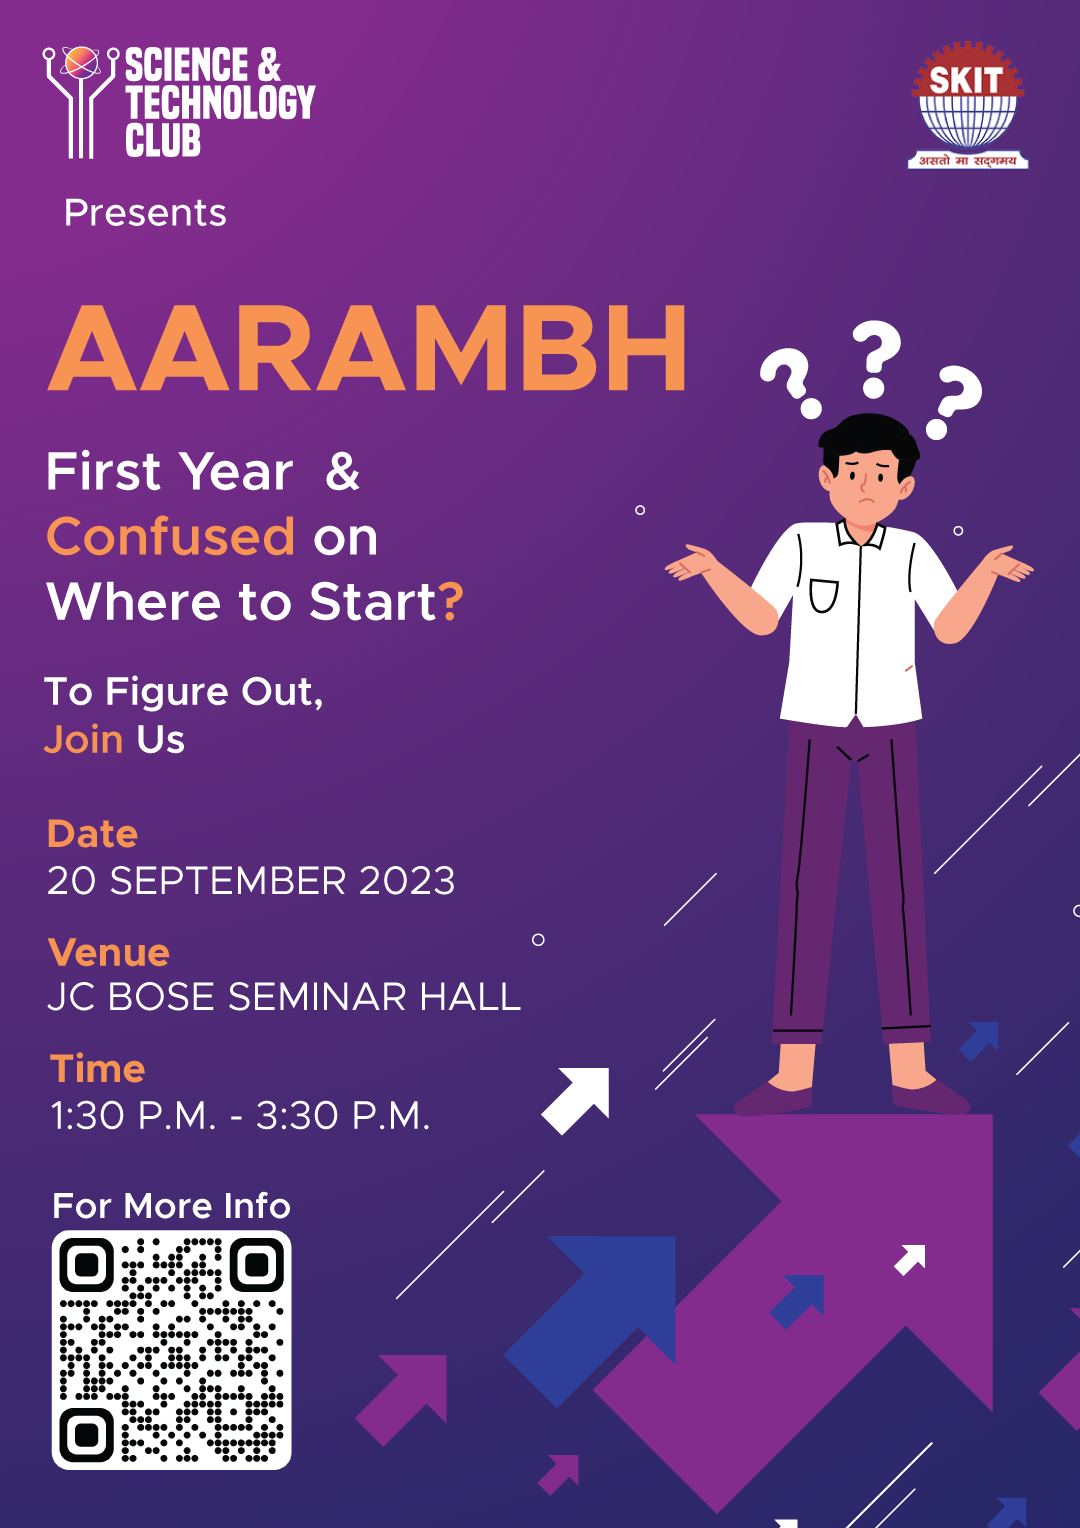 SCIENCE &
TECHNOLOGY
CLUB
SKIT
असतो मा सद्गमय
Presents
AARAMBH
First Year &
Confused on
Where to Start?
To Figure Out,
Join Us
Date
20 SEPTEMBER 2023
Venue
JC BOSE SEMINAR HALL
Time
1:30 P.M. - 3:30 P.M.
For More Info